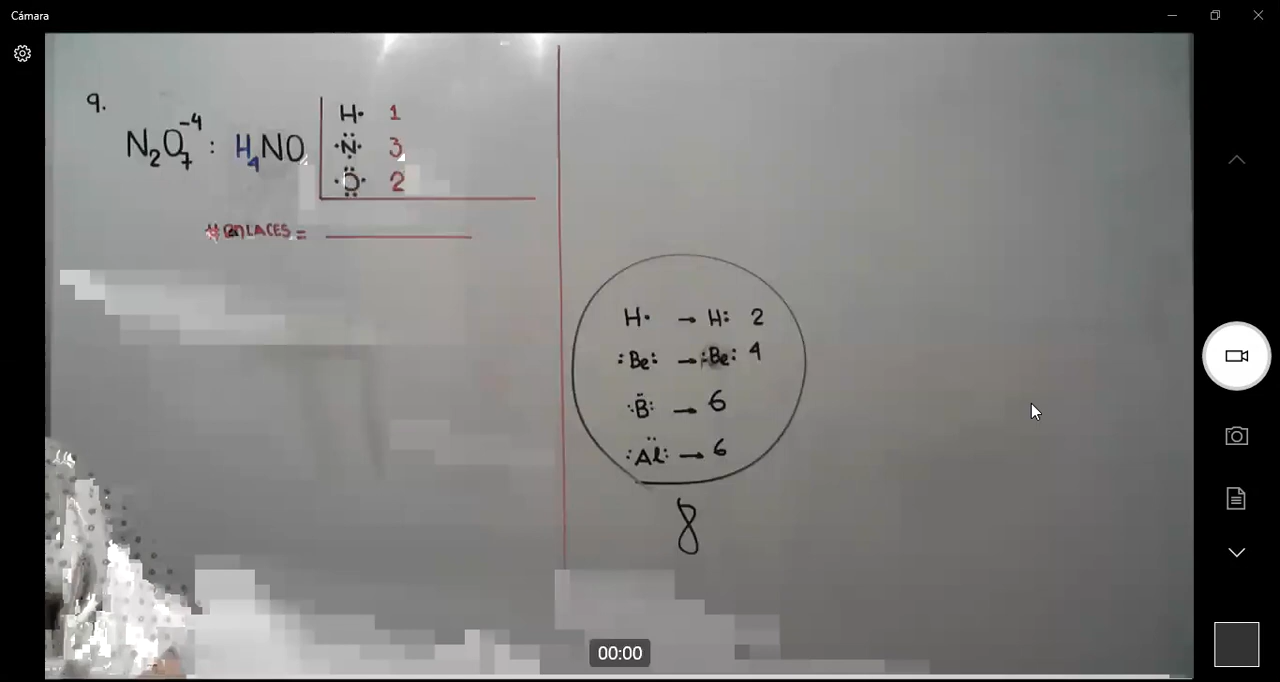 Cámara
9.
N₂O₇⁻⁴ : H₄NO
H· 1
·N̈· 3
·Ö· 2
# ENLACES =
H· → H: 2
:Be: → :Be: 4
:B̈: → 6
:Al: → 6
8
00:00